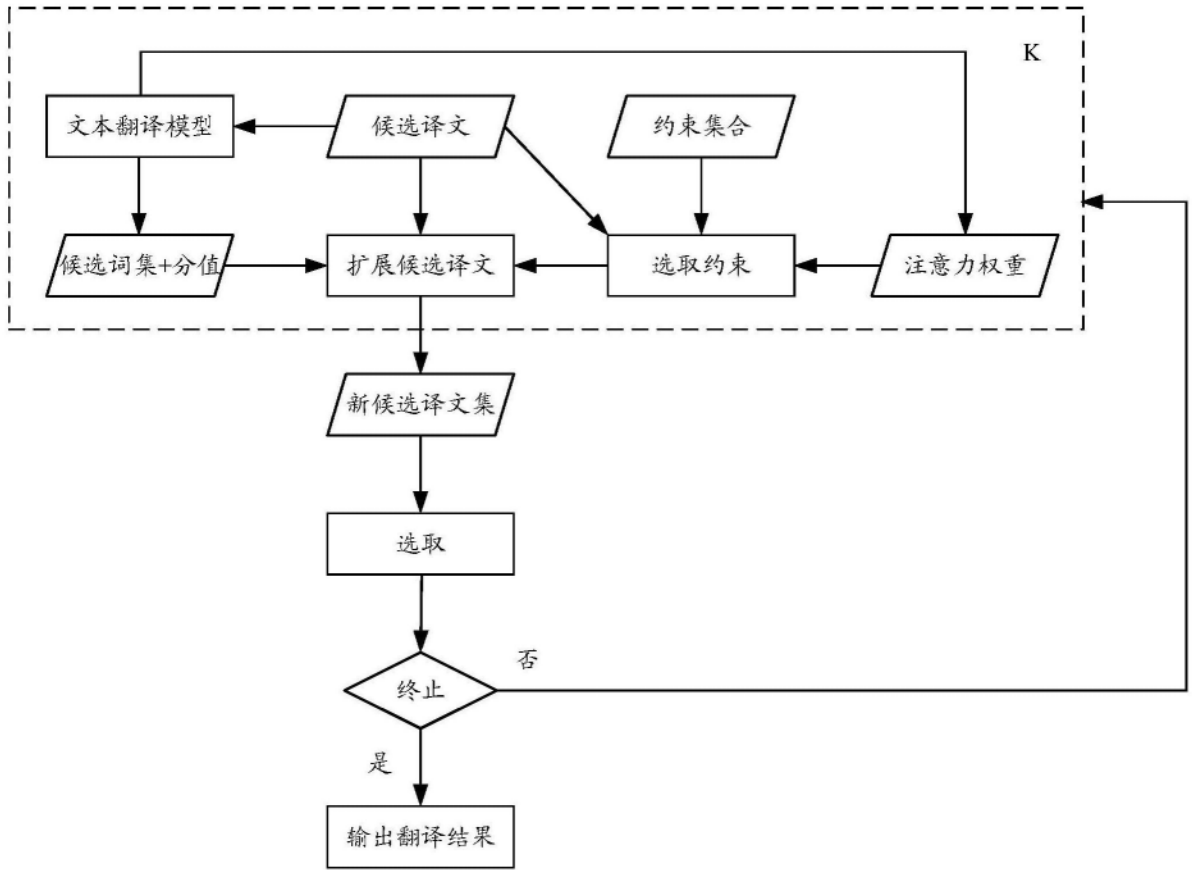 K
文本翻译模型
候选译文
约束集合
候选词集+分值
扩展候选译文
选取约束
注意力权重
新候选译文集
选取
终止
否
是
输出翻译结果